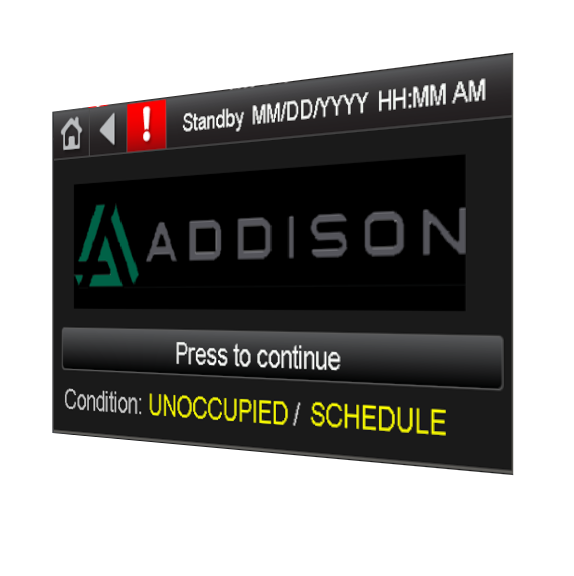 ! Standby MM/DD/YYYY HH:MM AM
ADDISON
Press to continue
Condition: UNOCCUPIED / SCHEDULE